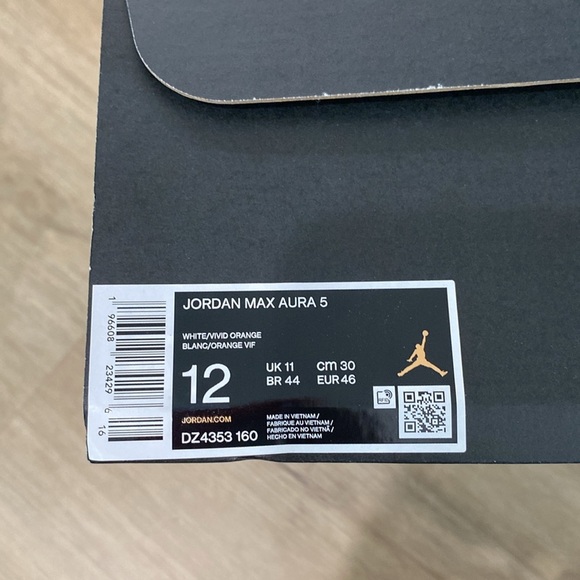 JORDAN MAX AURA 5
WHITE/VIVID ORANGE
BLANC/ORANGE VIF
12
UK 11 CM 30
BR 44 EUR 46
JORDAN.COM
DZ4353 160
MADE IN VIETNAM/
FABRIQUE AU VIETNAM/
FABRICADO NO VIETNÃ/
HECHO EN VIETNAM
1 96608 23429 6
16